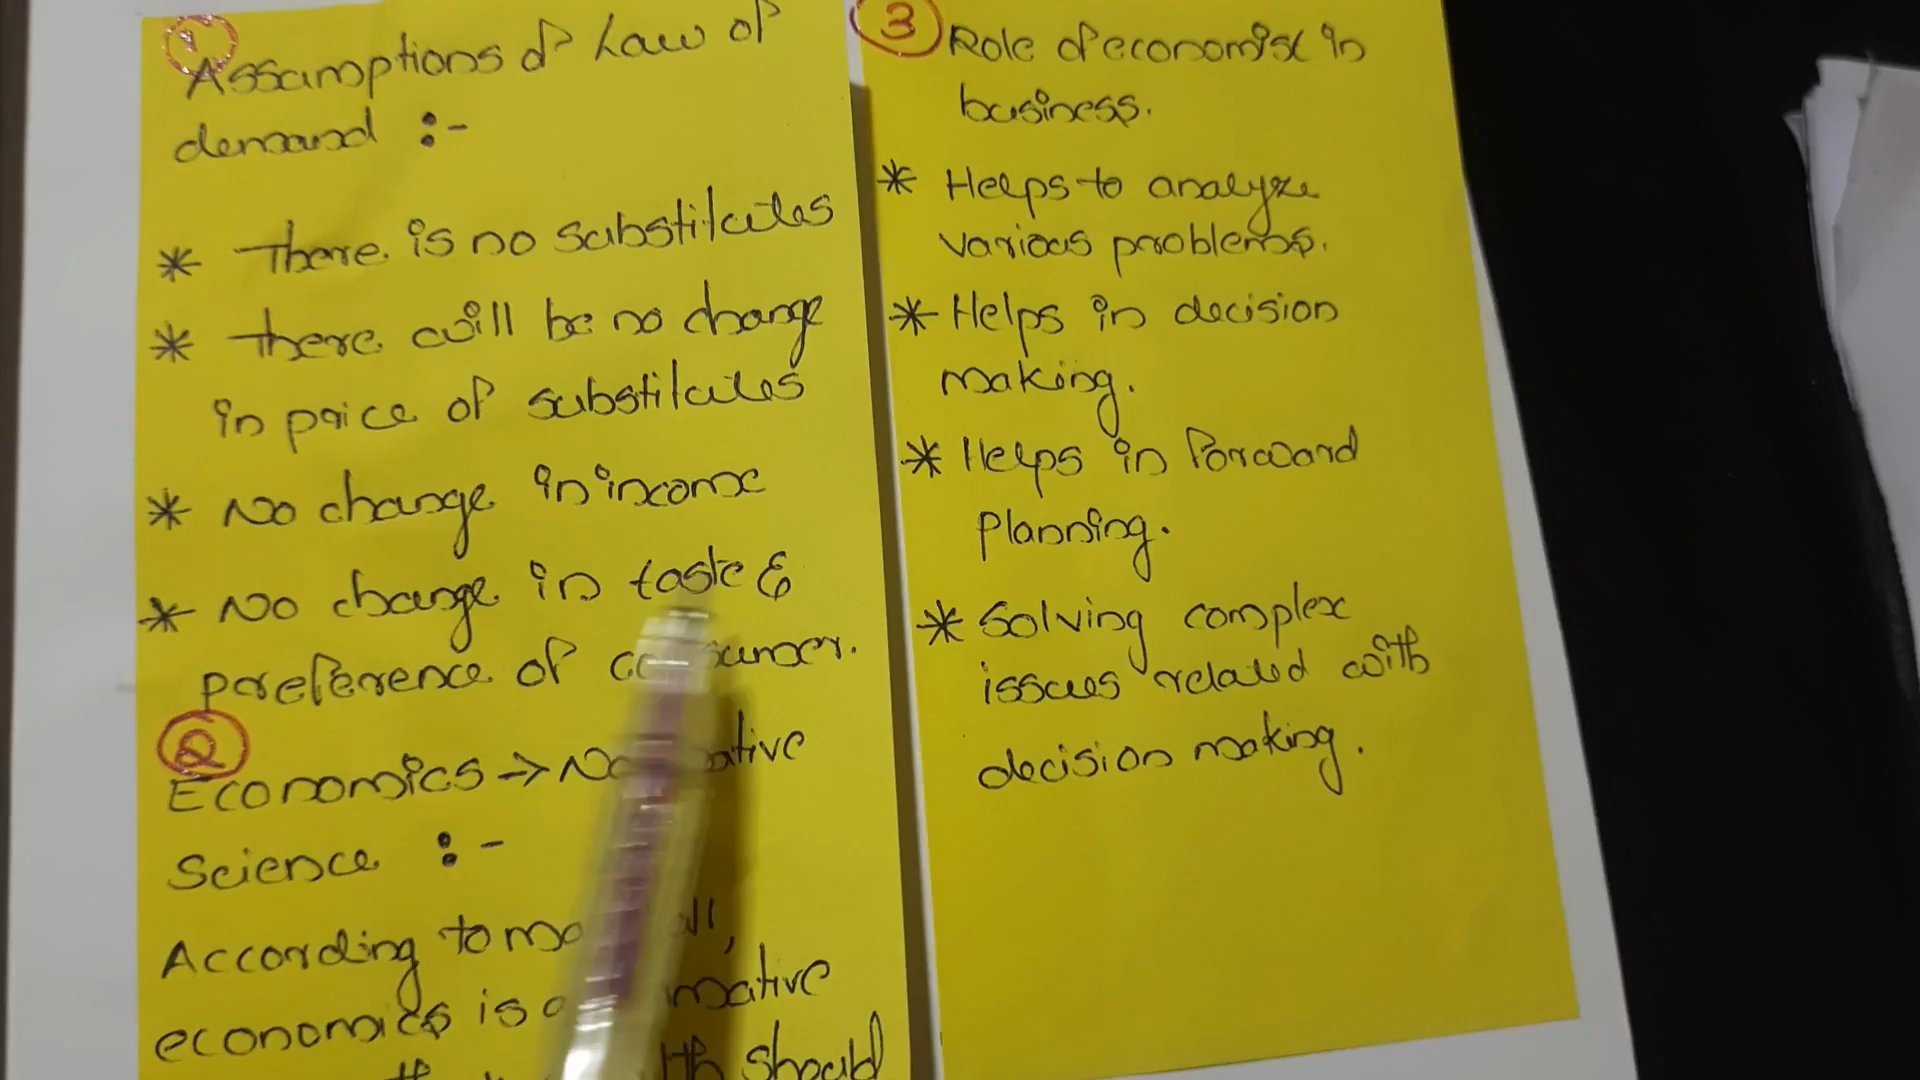 1
Assumptions of Law of
demand :-
* There is no substitutes
* there will be no change
in price of substitutes
* No change in income
* No change in taste &
preference of consumer.
2
Economics → Normative
Science :-
According to
economics is normative
should
3
Role of economist in
business.
* Helps to analyze
various problems.
* Helps in decision
making.
* Helps in forward
planning.
* Solving complex
issues related with
decision making.